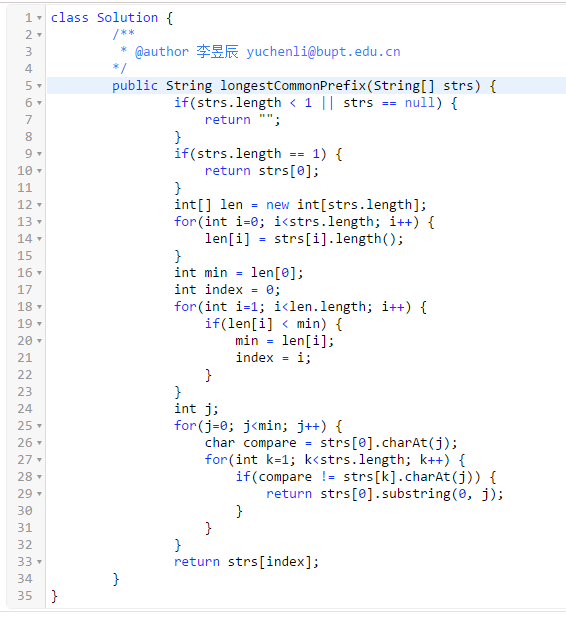 1 class Solution {
2 /**
3 * @author 李昱辰 yuchenli@bupt.edu.cn
4 */
5 public String longestCommonPrefix(String[] strs) {
6 if(strs.length < 1 || strs == null) {
7 return "";
8 }
9 if(strs.length == 1) {
10 return strs[0];
11 }
12 int[] len = new int[strs.length];
13 for(int i=0; i<strs.length; i++) {
14 len[i] = strs[i].length();
15 }
16 int min = len[0];
17 int index = 0;
18 for(int i=1; i<len.length; i++) {
19 if(len[i] < min) {
20 min = len[i];
21 index = i;
22 }
23 }
24 int j;
25 for(j=0; j<min; j++) {
26 char compare = strs[0].charAt(j);
27 for(int k=1; k<strs.length; k++) {
28 if(compare != strs[k].charAt(j)) {
29 return strs[0].substring(0, j);
30 }
31 }
32 }
33 return strs[index];
34 }
35 }